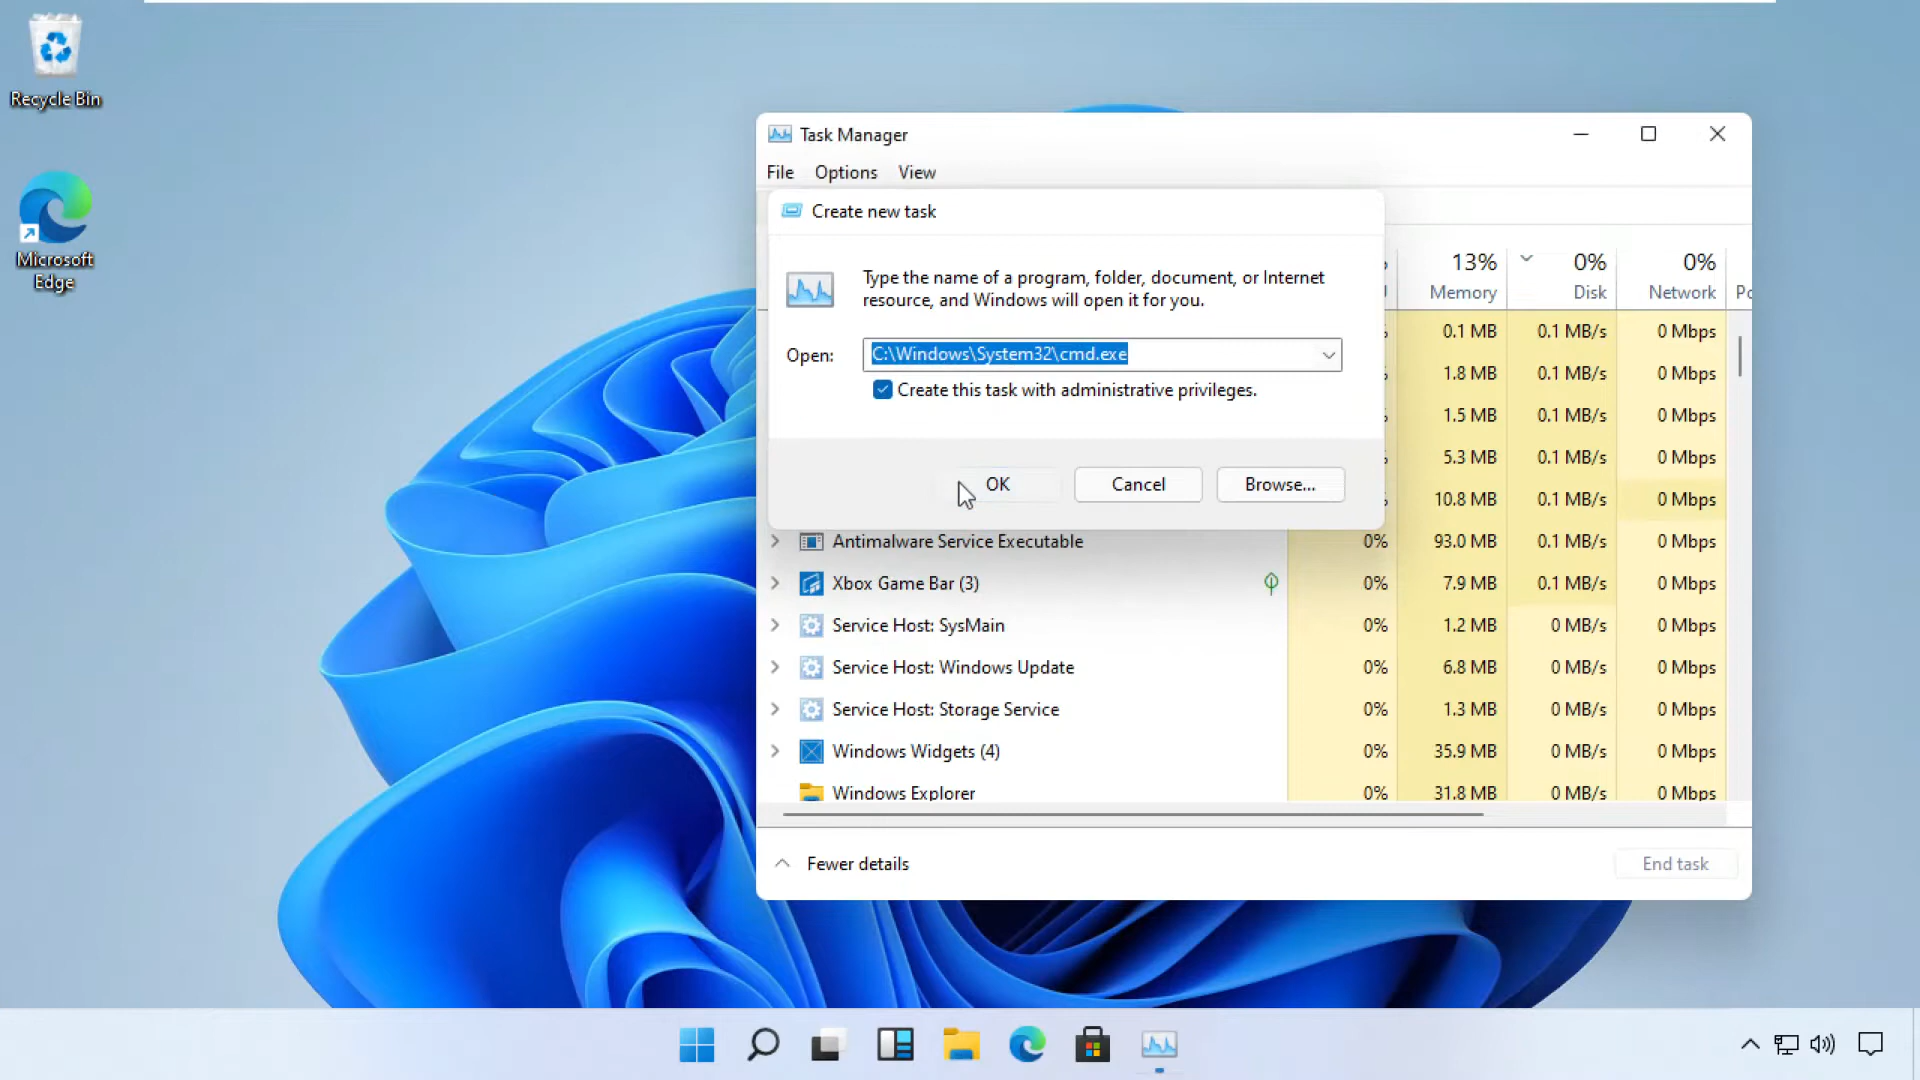 Recycle Bin
Microsoft
Edge
Task Manager
File Options View
Create new task
Type the name of a program, folder, document, or Internet
resource, and Windows will open it for you.
Open: C:\Windows\System32\cmd.exe
Create this task with administrative privileges.
OK Cancel Browse...
13% 0% 0%
Memory Disk Network
0.1 MB 0.1 MB/s 0 Mbps
1.8 MB 0.1 MB/s 0 Mbps
1.5 MB 0.1 MB/s 0 Mbps
5.3 MB 0.1 MB/s 0 Mbps
10.8 MB 0.1 MB/s 0 Mbps
Antimalware Service Executable 0% 93.0 MB 0.1 MB/s 0 Mbps
Xbox Game Bar (3) 0% 7.9 MB 0.1 MB/s 0 Mbps
Service Host: SysMain 0% 1.2 MB 0 MB/s 0 Mbps
Service Host: Windows Update 0% 6.8 MB 0 MB/s 0 Mbps
Service Host: Storage Service 0% 1.3 MB 0 MB/s 0 Mbps
Windows Widgets (4) 0% 35.9 MB 0 MB/s 0 Mbps
Windows Explorer 0% 31.8 MB 0 MB/s 0 Mbps
Fewer details
End task